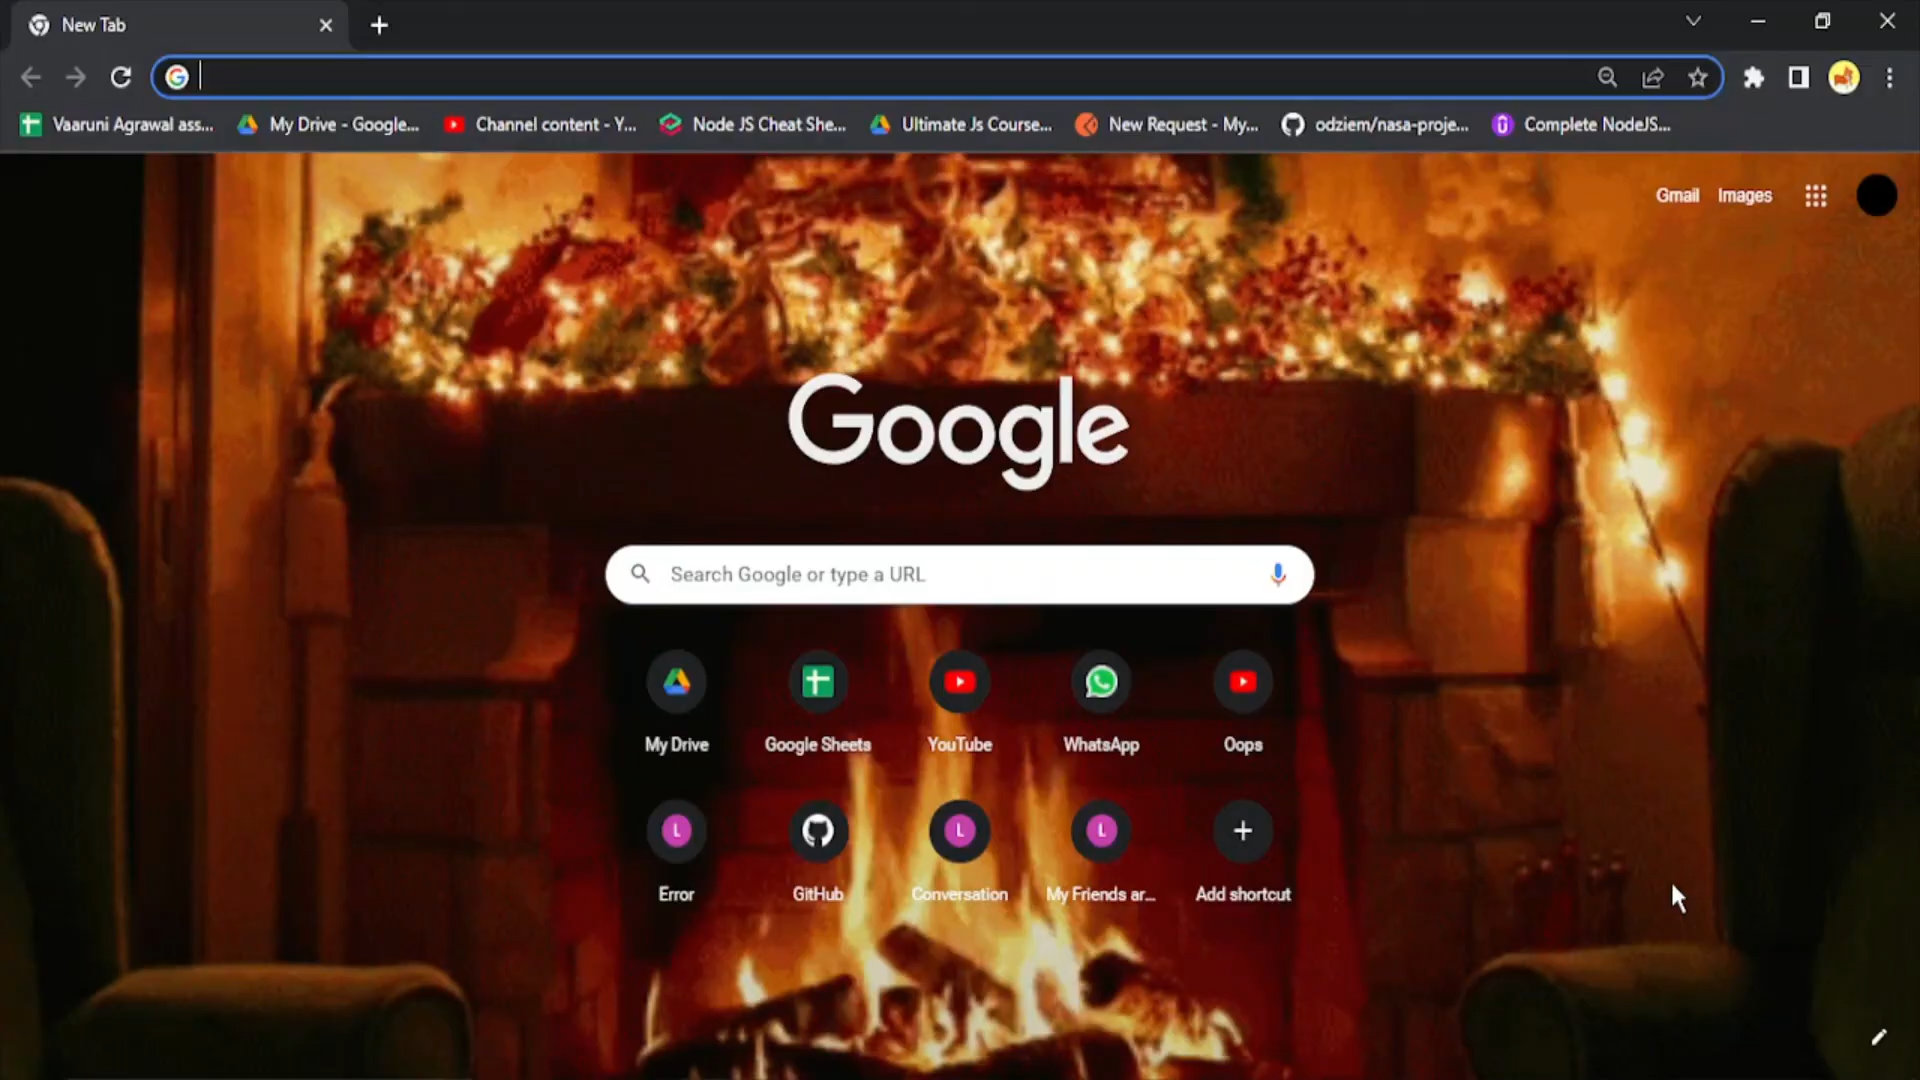 New Tab
Vaaruni Agrawal ass... My Drive - Google... Channel content - Y... Node JS Cheat She... Ultimate Js Course... New Request - My... odziem/nasa-proje... Complete NodeJS...
Gmail Images
Google
Search Google or type a URL
My Drive Google Sheets YouTube WhatsApp Oops
L L L
Error GitHub Conversation My Friends ar... Add shortcut